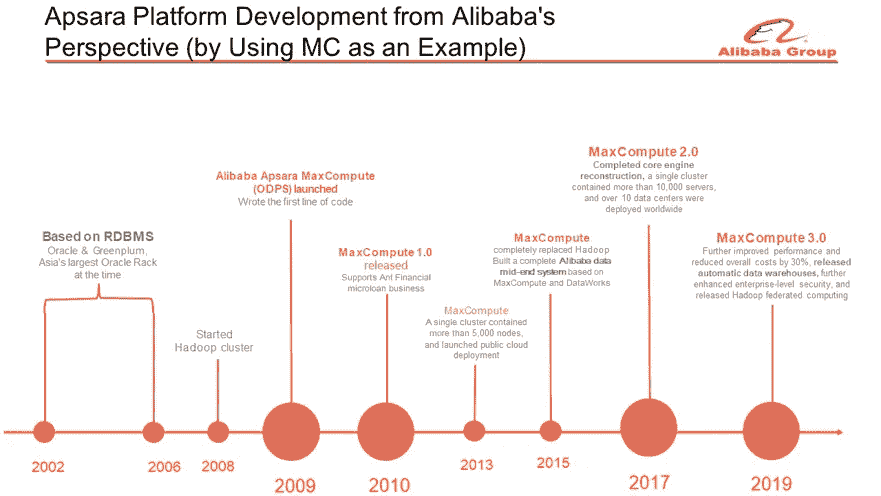 Apsara Platform Development from Alibaba's
Perspective (by Using MC as an Example)
Alibaba Group
Based on RDBMS
Oracle & Greenplum,
Asia's largest Oracle Rack
at the time
Started
Hadoop cluster
Alibaba Apsara MaxCompute
(ODPS) launched
Wrote the first line of code
MaxCompute 1.0
released
Supports Ant Financial
microloan business
MaxCompute
A single cluster contained
more than 5,000 nodes,
and launched public cloud
deployment
MaxCompute
completely replaced Hadoop
Built a complete Alibaba data
mid-end system based on
MaxCompute and DataWorks
MaxCompute 2.0
Completed core engine
reconstruction, a single cluster
contained more than 10,000 servers,
and over 10 data centers were
deployed worldwide
MaxCompute 3.0
Further improved performance and
reduced overall costs by 30%, released
automatic data warehouses, further
enhanced enterprise-level security, and
released Hadoop federated computing
2002
2006
2008
2009
2010
2013
2015
2017
2019